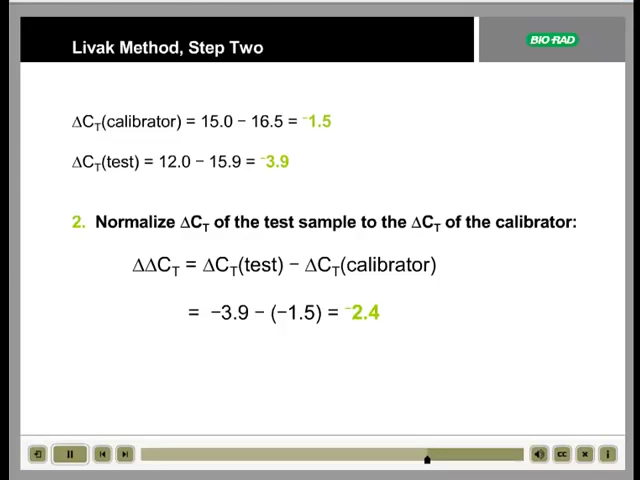 Livak Method, Step Two
BIO-RAD
ΔCT(calibrator) = 15.0 − 16.5 = ⁻1.5
ΔCT(test) = 12.0 − 15.9 = ⁻3.9
2. Normalize ΔCT of the test sample to the ΔCT of the calibrator:
ΔΔCT = ΔCT(test) − ΔCT(calibrator)
= −3.9 − (−1.5) = ⁻2.4
CC
i